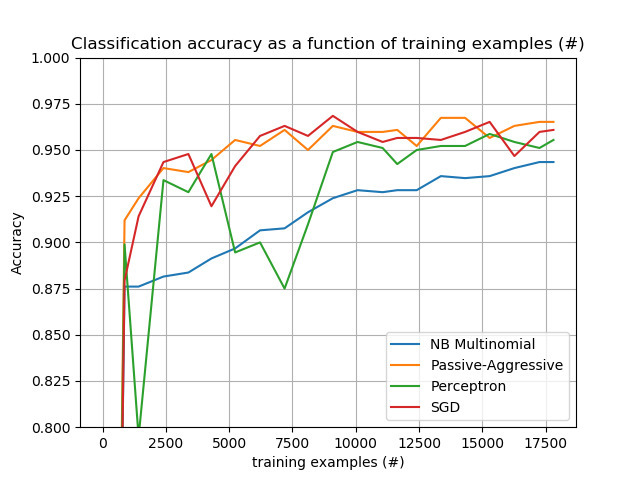 Classification accuracy as a function of training examples (#)
1.000
0.975
0.950
0.925
0.900
0.875
0.850
0.825
0.800
Accuracy
NB Multinomial
Passive-Aggressive
Perceptron
SGD
0 2500 5000 7500 10000 12500 15000 17500
training examples (#)